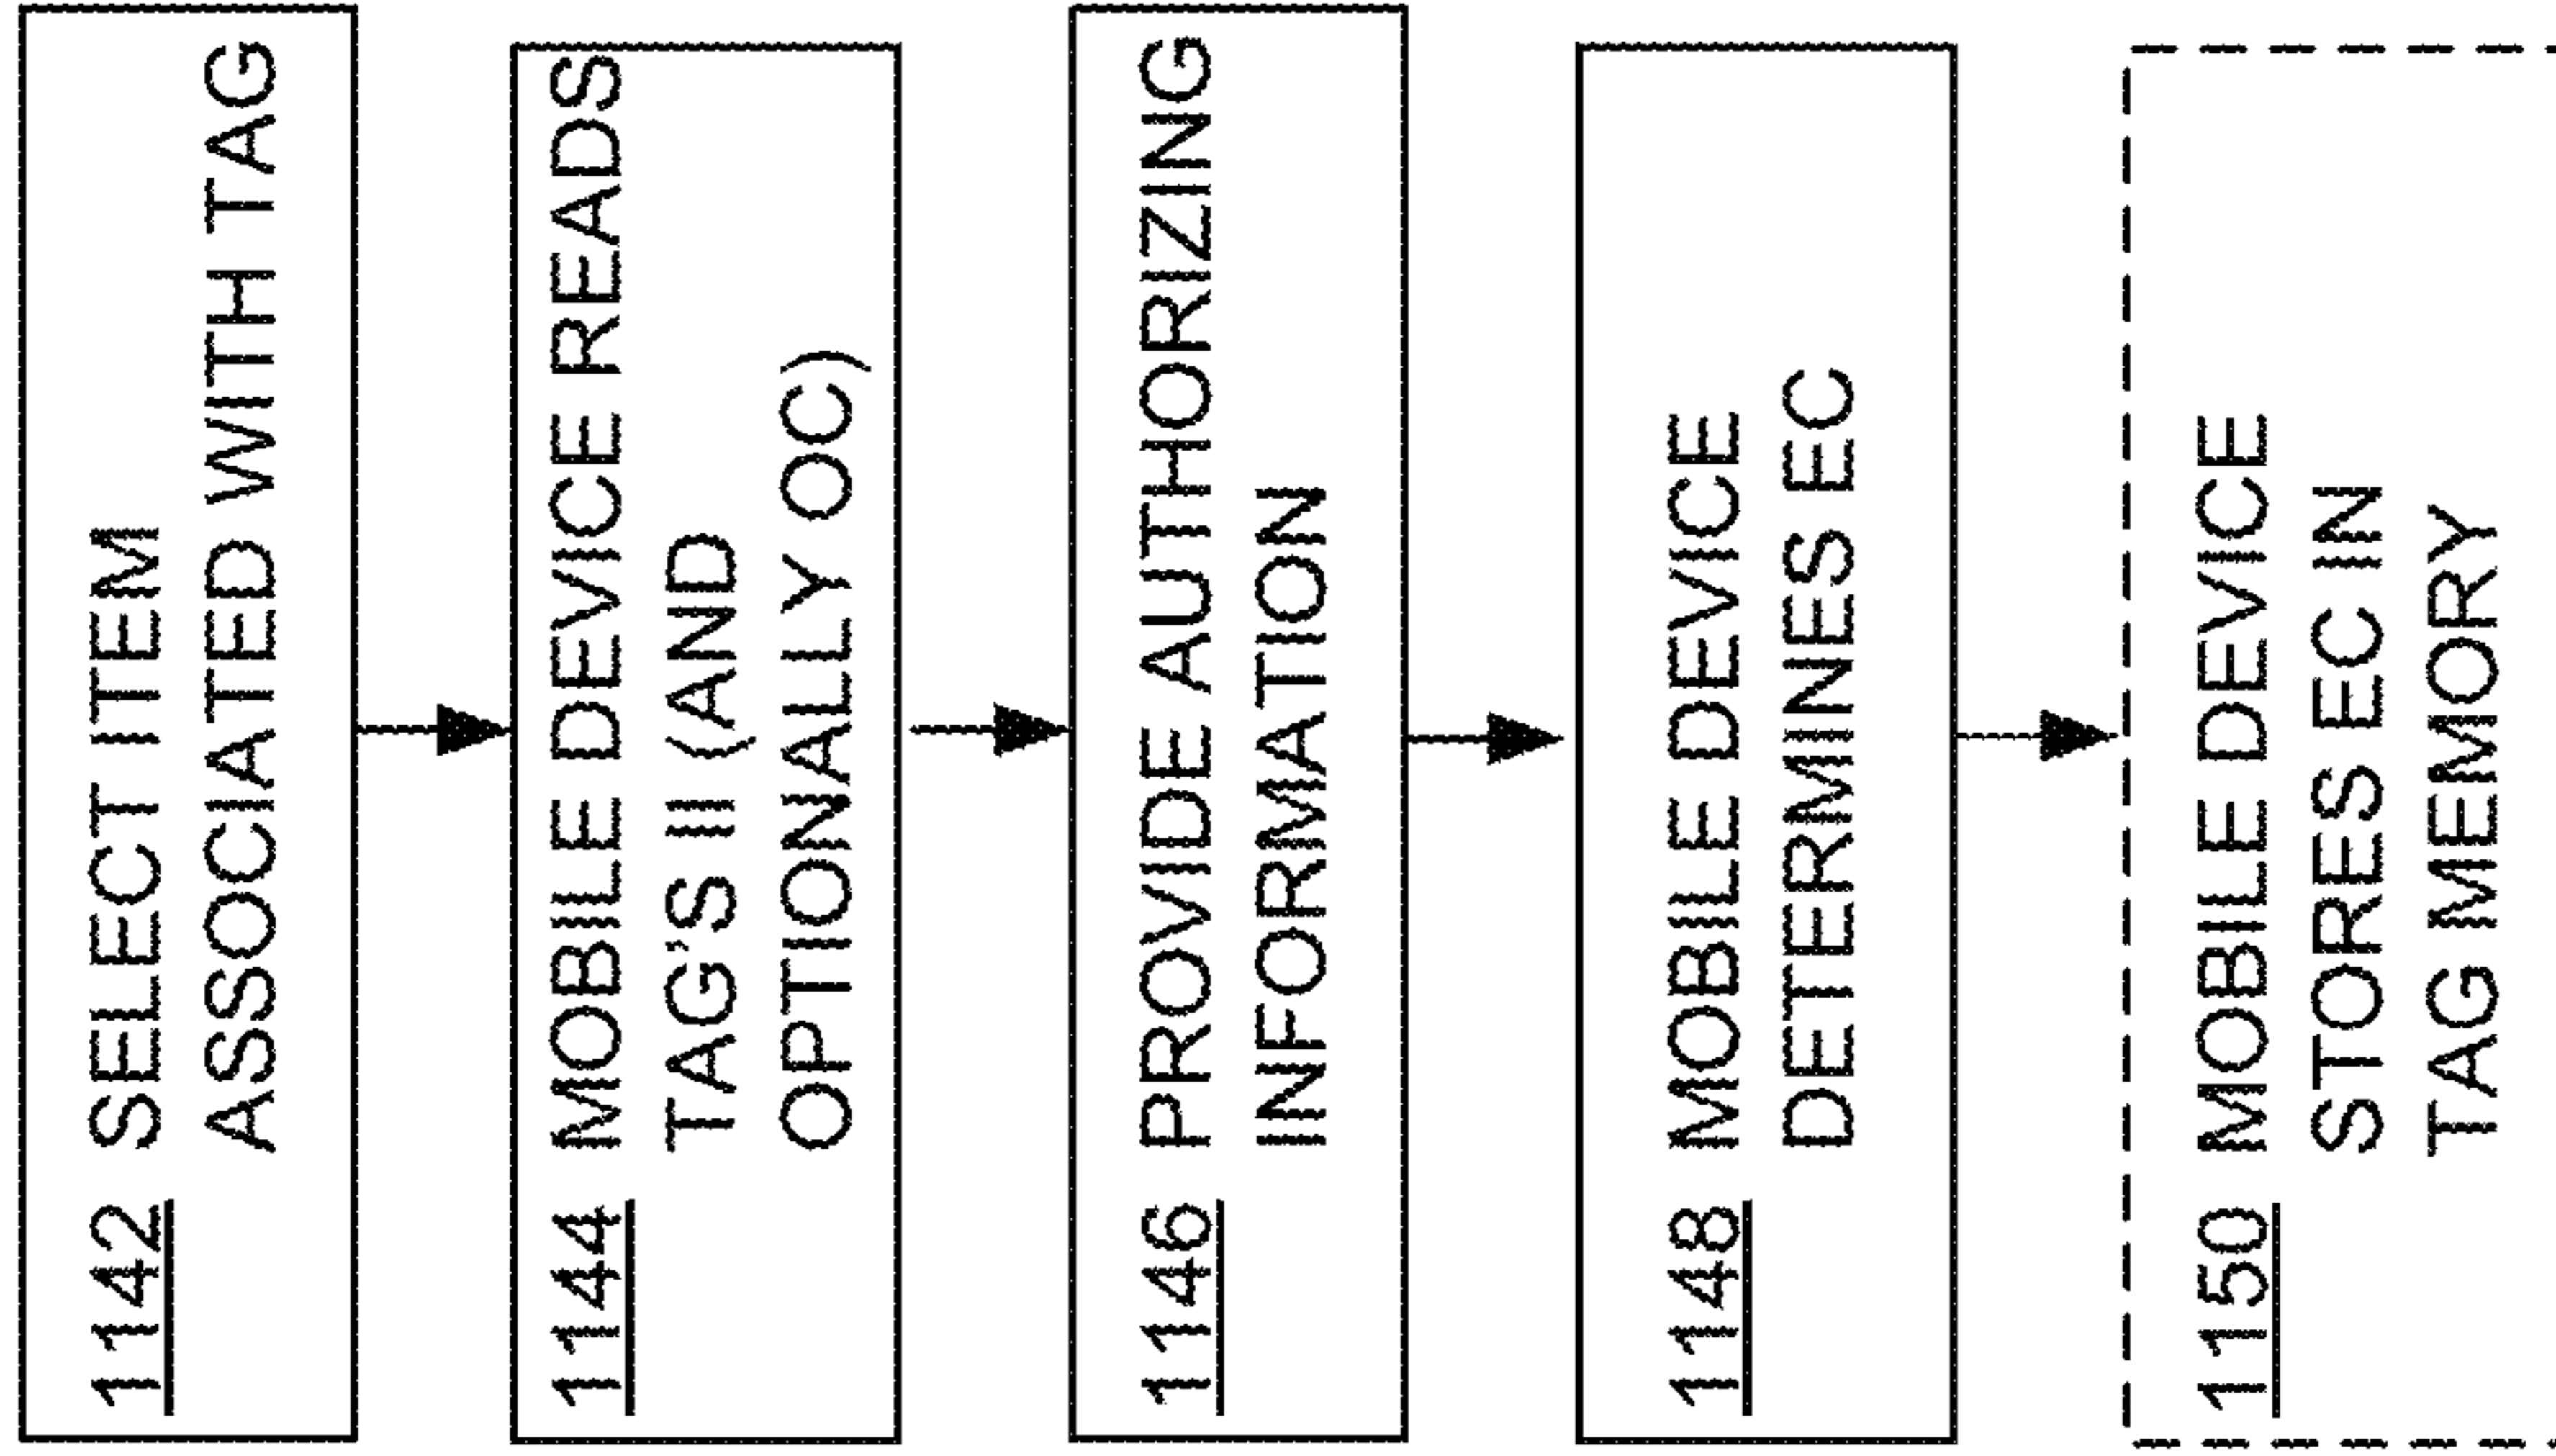 1142 SELECT ITEM
ASSOCIATED WITH TAG
1144 MOBILE DEVICE READS
TAG'S II (AND
OPTIONALLY OC)
1146 PROVIDE AUTHORIZING
INFORMATION
1148 MOBILE DEVICE
DETERMINES EC
1150 MOBILE DEVICE
STORES EC IN
TAG MEMORY